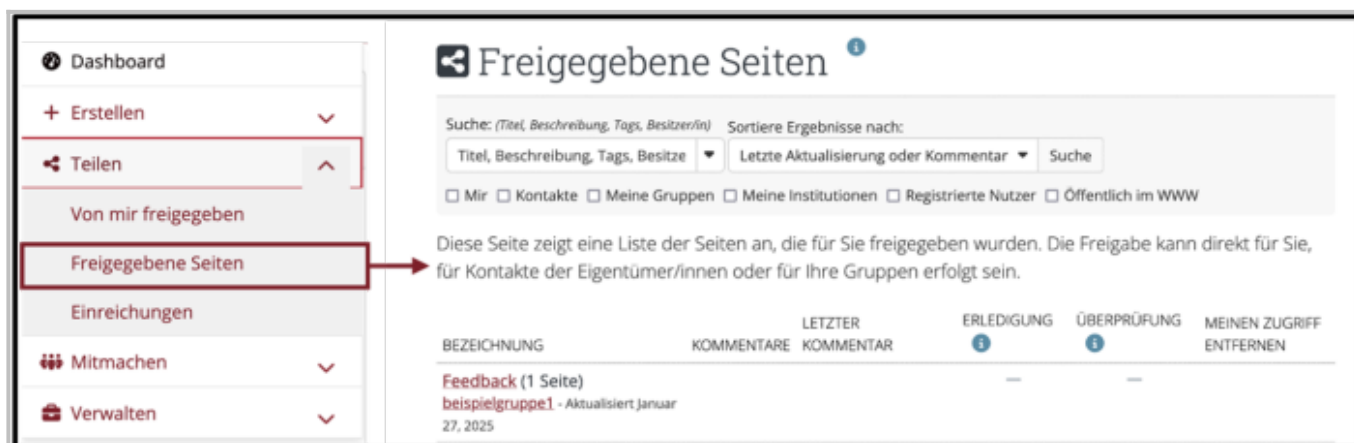 Dashboard
+ Erstellen
Teilen
Von mir freigegeben
Freigegebene Seiten
Einreichungen
Mitmachen
Verwalten
Freigegebene Seiten
Suche: (Titel, Beschreibung, Tags, Besitzer/in) Sortiere Ergebnisse nach:
Titel, Beschreibung, Tags, Besitze Letzte Aktualisierung oder Kommentar Suche
Mir Kontakte Meine Gruppen Meine Institutionen Registrierte Nutzer Öffentlich im WWW
Diese Seite zeigt eine Liste der Seiten an, die für Sie freigegeben wurden. Die Freigabe kann direkt für Sie,
für Kontakte der Eigentümer/innen oder für Ihre Gruppen erfolgt sein.
BEZEICHNUNG KOMMENTARE LETZTER KOMMENTAR ERLEDIGUNG ÜBERPRÜFUNG MEINEN ZUGRIFF ENTFERNEN
Feedback (1 Seite) — —
beispielgruppe1 - Aktualisiert Januar
27, 2025